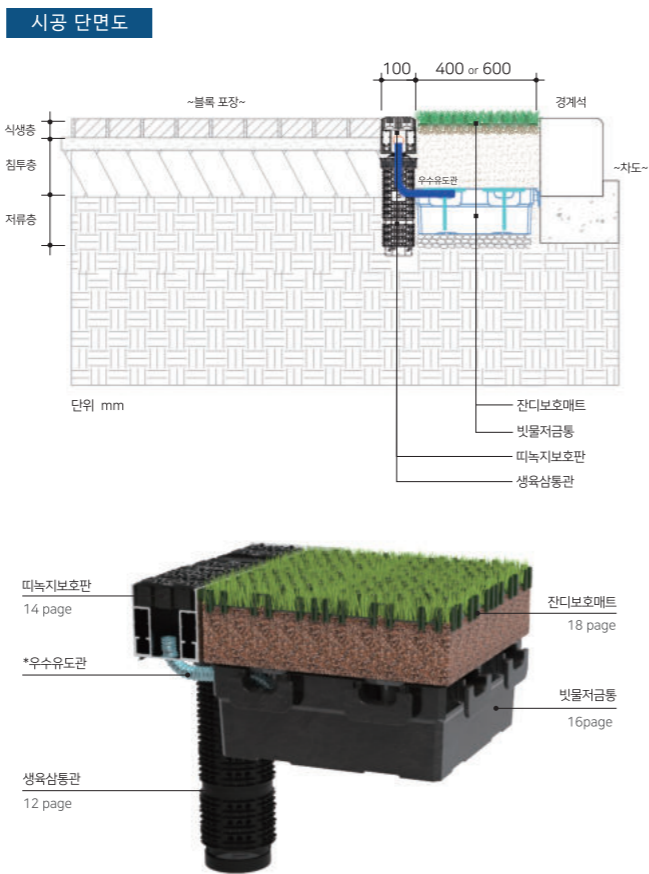 시공 단면도
100
400 or 600
~블록 포장~
경계석
식생층
침투층
~차도~
우수유도관
저류층
단위 mm
잔디보호매트
빗물저금통
띠녹지보호판
생육삼통관
띠녹지보호판
14 page
잔디보호매트
18 page
*우수유도관
빗물저금통
16page
생육삼통관
12 page